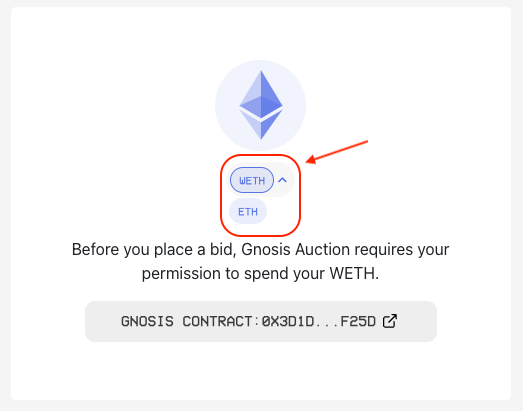 WETH
ETH
Before you place a bid, Gnosis Auction requires your
permission to spend your WETH.
GNOSIS CONTRACT:0X3D1D...F25D